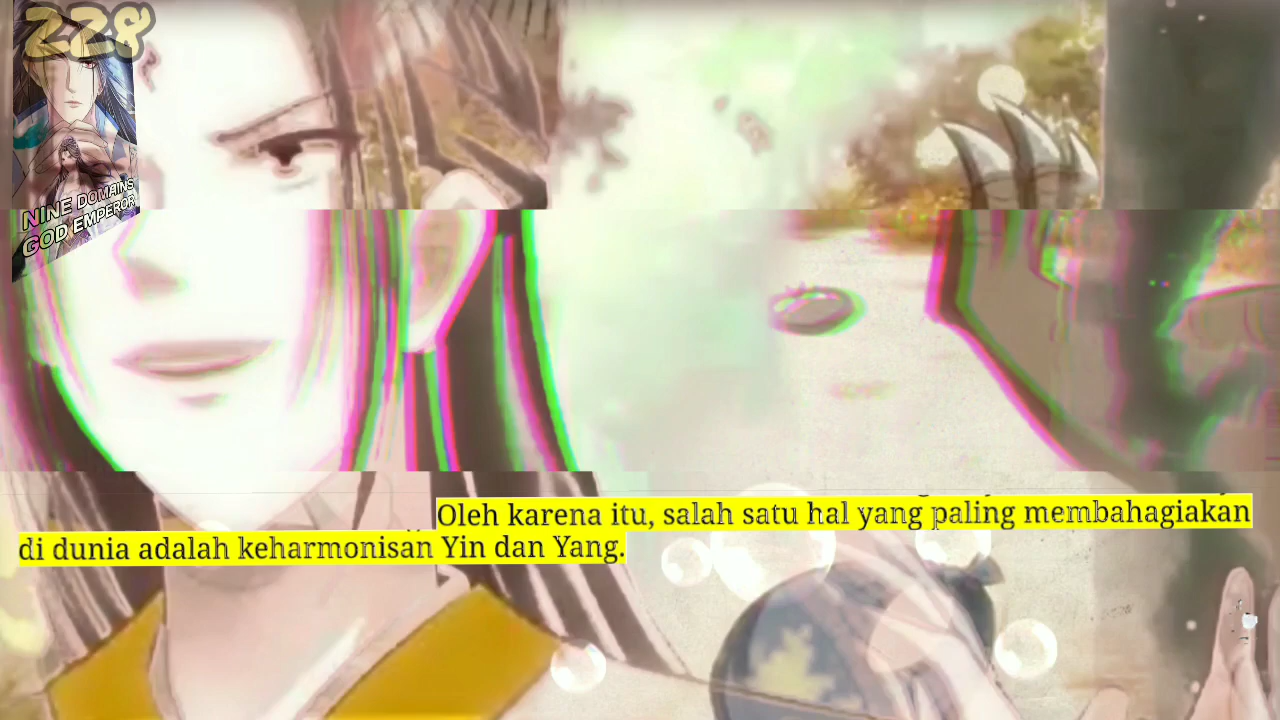 228
NINE DOMAINS
GOD EMPEROR
Oleh karena itu, salah satu hal yang paling membahagiakan
di dunia adalah keharmonisan Yin dan Yang.